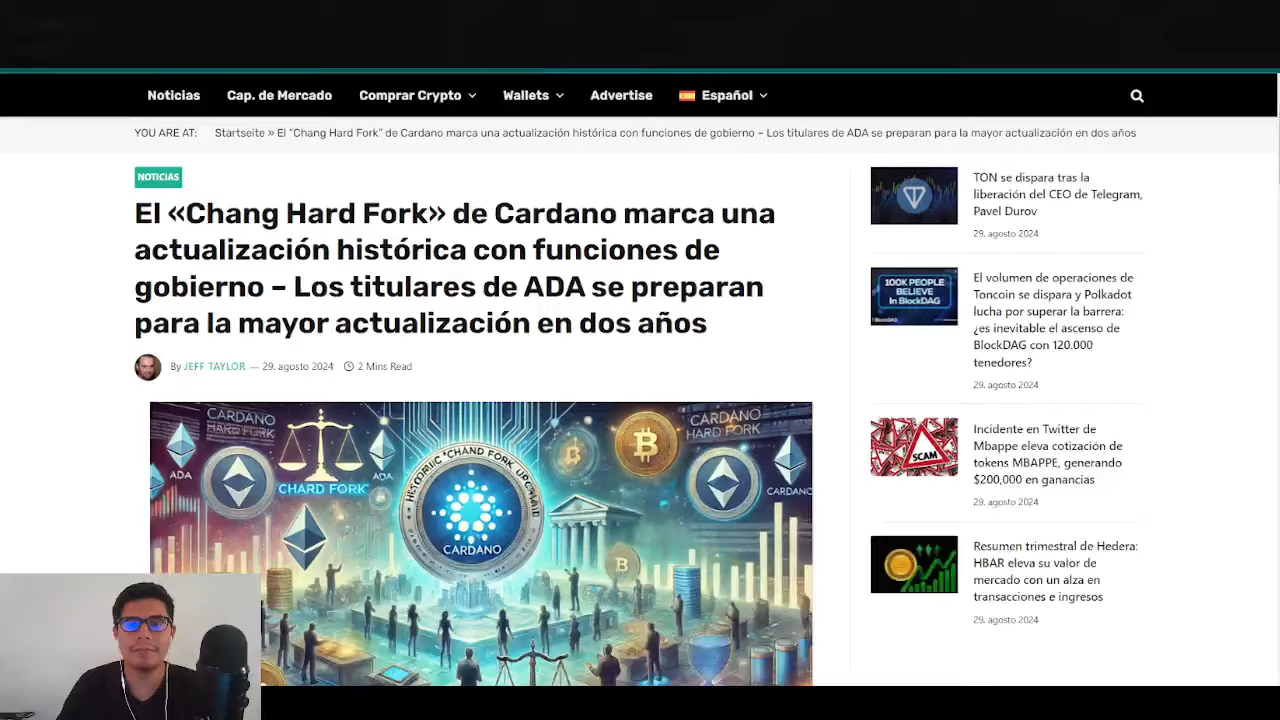 Noticias Cap. de Mercado Comprar Crypto Wallets Advertise Español
YOU ARE AT: Startseite » El “Chang Hard Fork” de Cardano marca una actualización histórica con funciones de gobierno – Los titulares de ADA se preparan para la mayor actualización en dos años
NOTICIAS
El «Chang Hard Fork» de Cardano marca una
actualización histórica con funciones de
gobierno – Los titulares de ADA se preparan
para la mayor actualización en dos años
By JEFF TAYLOR — 29. agosto 2024 2 Mins Read
CARDANO
HARD FORK
ADA
CHARD FORK
ADA
HISTORIC "CHAND FORK
CARDANO
CARDANO
HARD FORK
CARDANO
TON se dispara tras la
liberación del CEO de Telegram,
Pavel Durov
29. agosto 2024
100K PEOPLE
BELIEVE
In BlockDAG
El volumen de operaciones de
Toncoin se dispara y Polkadot
lucha por superar la barrera:
¿es inevitable el ascenso de
BlockDAG con 120.000
tenedores?
29. agosto 2024
SCAM
Incidente en Twitter de
Mbappe eleva cotización de
tokens MBAPPE, generando
$200,000 en ganancias
29. agosto 2024
Resumen trimestral de Hedera:
HBAR eleva su valor de
mercado con un alza en
transacciones e ingresos
29. agosto 2024